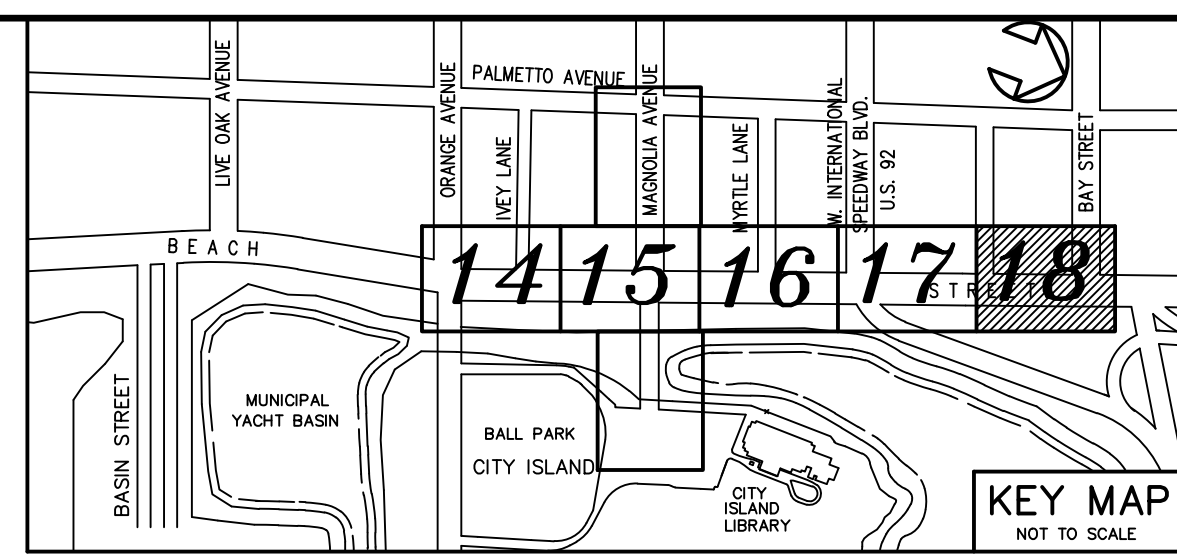 PALMETTO AVENUE
LIVE OAK AVENUE
ORANGE AVENUE
IVEY LANE
MAGNOLIA AVENUE
MYRTLE LANE
W. INTERNATIONAL
SPEEDWAY BLVD.
U.S. 92
BAY STREET
BEACH
STREET
14
15
16
17
18
BASIN STREET
MUNICIPAL
YACHT BASIN
BALL PARK
CITY ISLAND
CITY
ISLAND
LIBRARY
KEY MAP
NOT TO SCALE